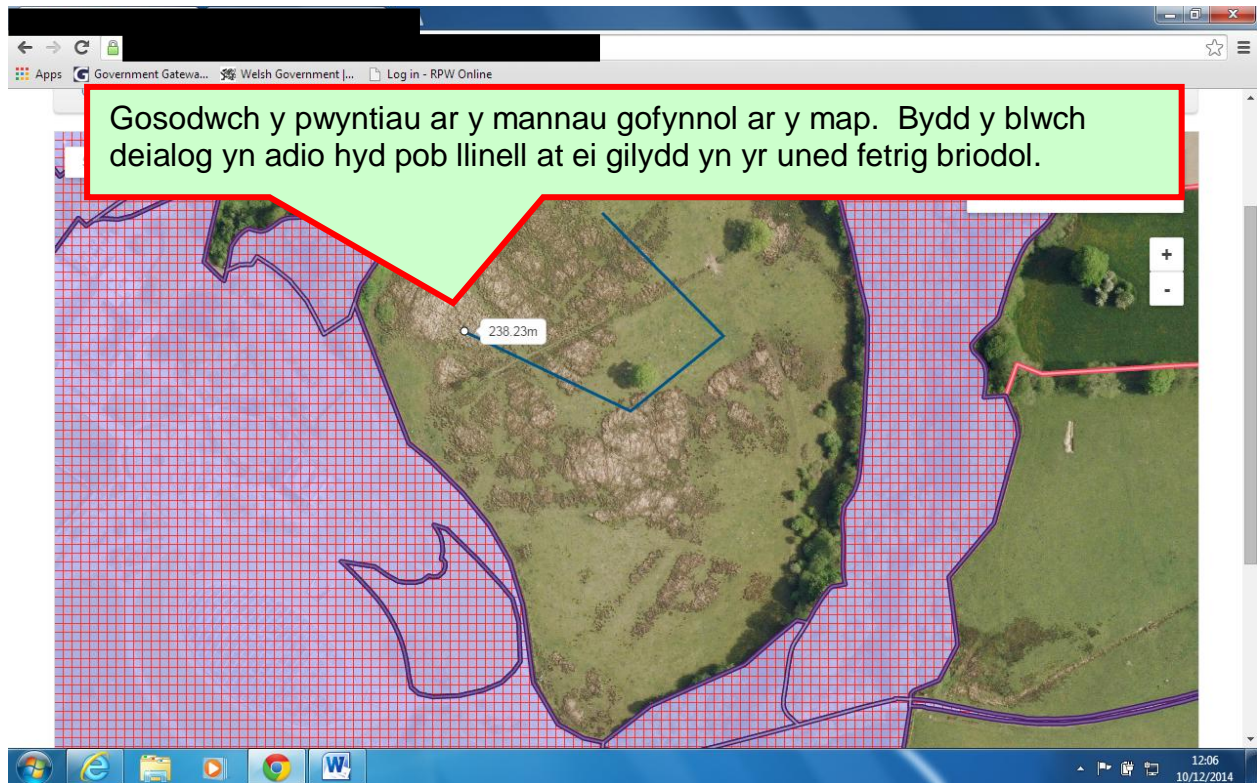 Apps Government Gatewa... Welsh Government |... Log in - RPW Online
Gosodwch y pwyntiau ar y mannau gofynnol ar y map. Bydd y blwch
deialog yn adio hyd pob llinell at ei gilydd yn yr uned fetrig briodol.
+
-
238.23m
12:06
10/12/2014